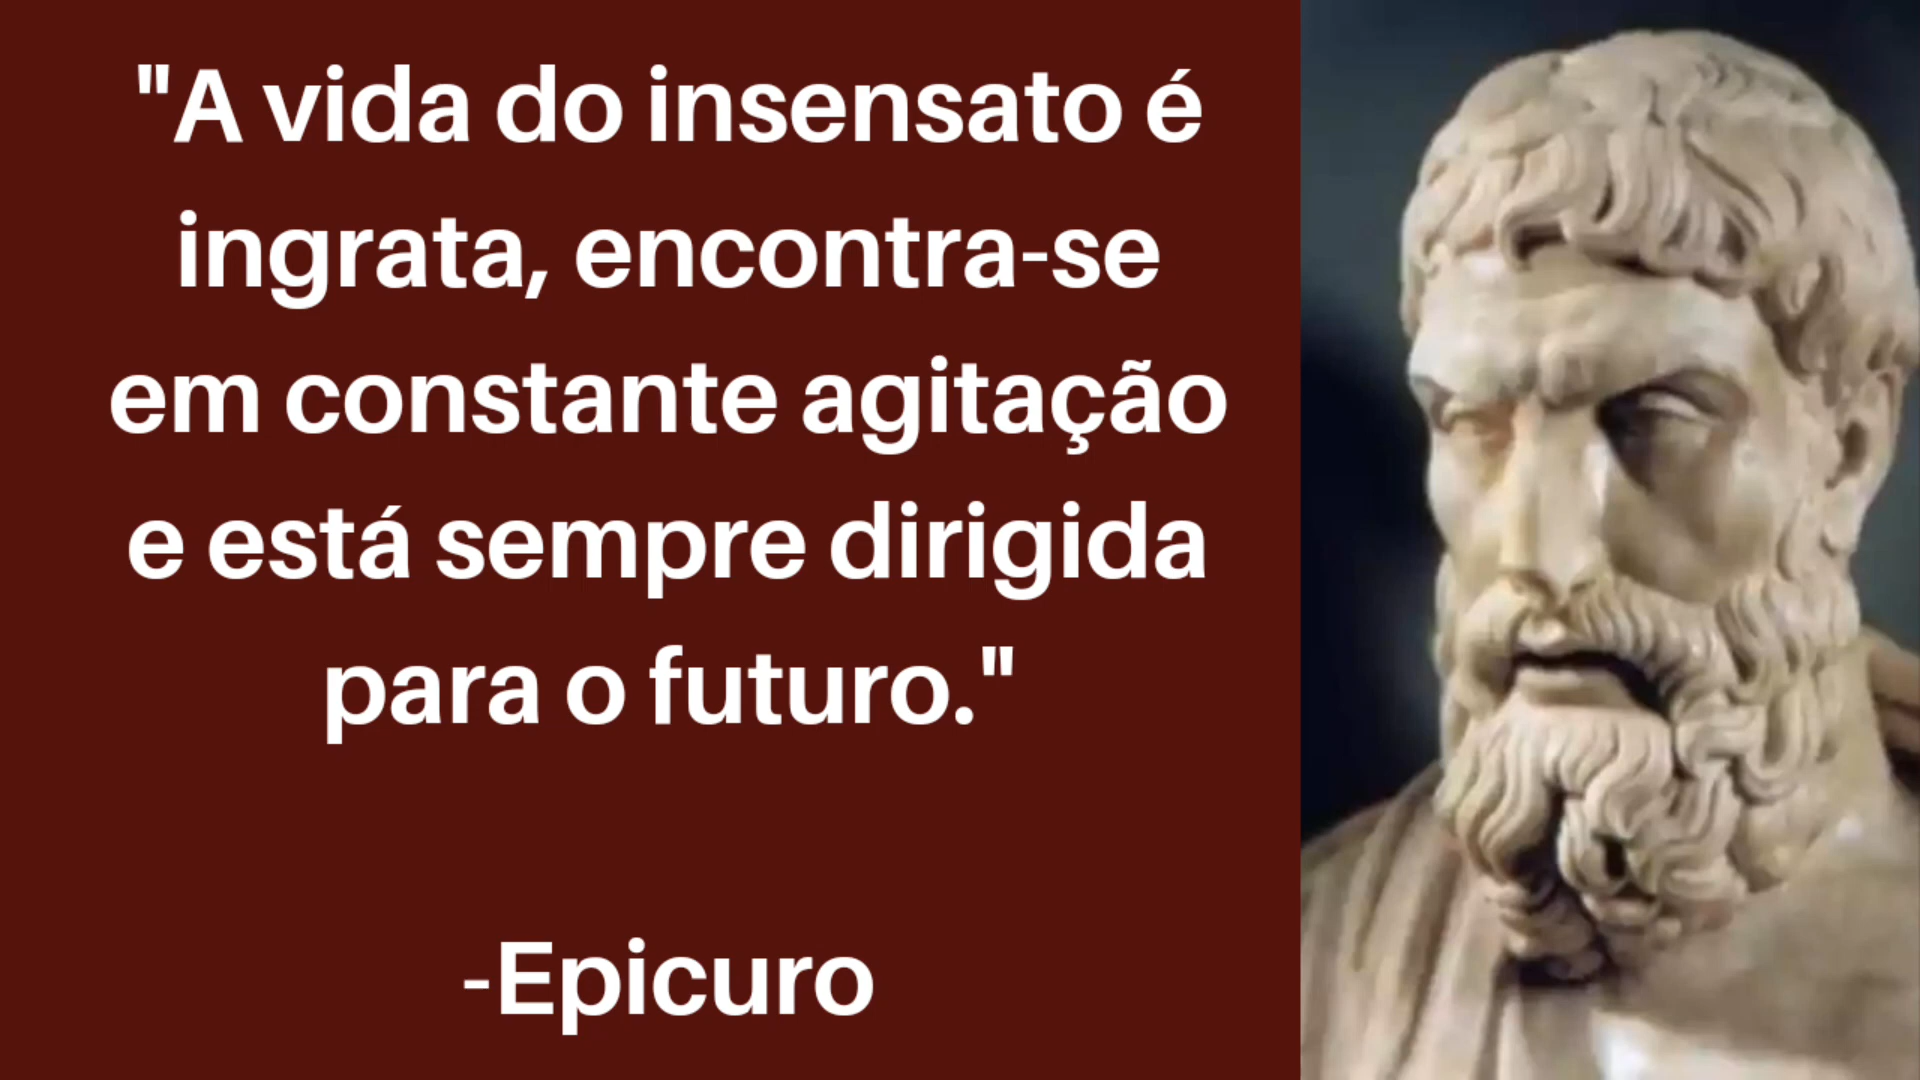 "A vida do insensato é
ingrata, encontra-se
em constante agitação
e está sempre dirigida
para o futuro."
-Epicuro